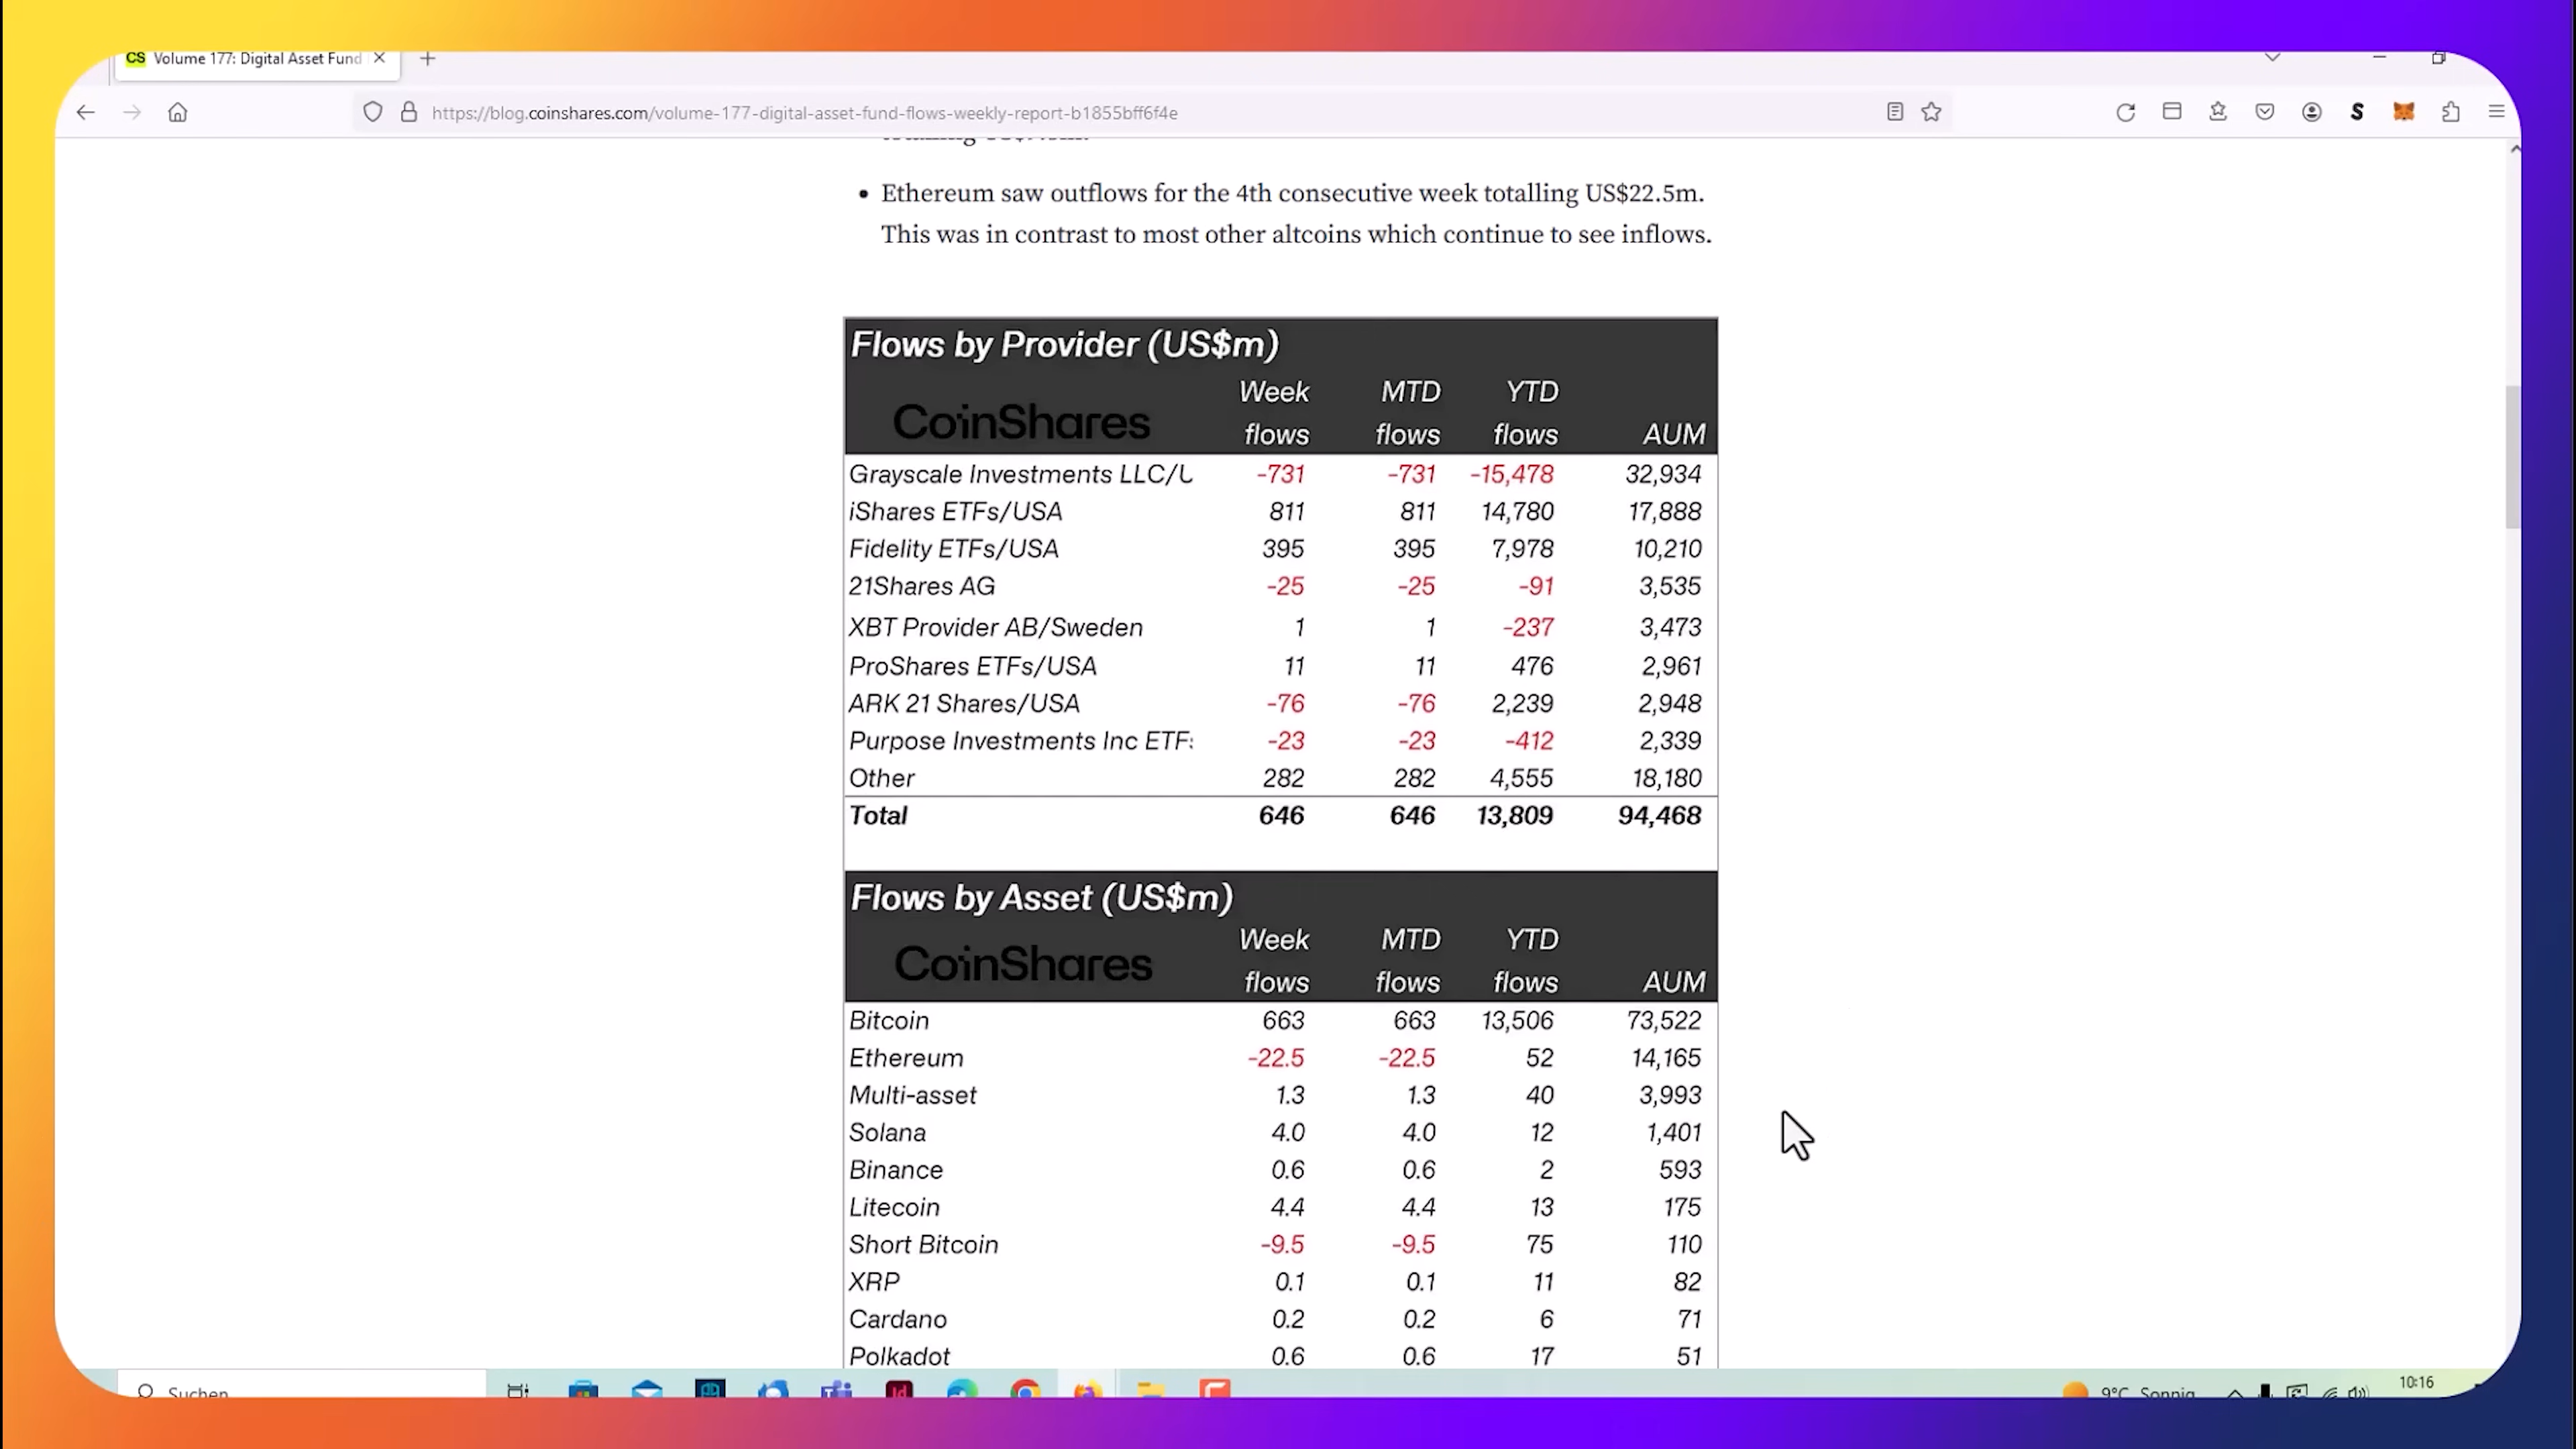 CS Volume 177: Digital Asset Fund
https://blog.coinshares.com/volume-177-digital-asset-fund-flows-weekly-report-b1855bff6f4e
S
Ethereum saw outflows for the 4th consecutive week totalling US$22.5m.
This was in contrast to most other altcoins which continue to see inflows.
Flows by Provider (US$m)
CoinShares
Week flows MTD flows YTD flows AUM
Grayscale Investments LLC/U -731 -731 -15,478 32,934
iShares ETFs/USA 811 811 14,780 17,888
Fidelity ETFs/USA 395 395 7,978 10,210
21Shares AG -25 -25 -91 3,535
XBT Provider AB/Sweden 1 1 -237 3,473
ProShares ETFs/USA 11 11 476 2,961
ARK 21 Shares/USA -76 -76 2,239 2,948
Purpose Investments Inc ETF: -23 -23 -412 2,339
Other 282 282 4,555 18,180
Total 646 646 13,809 94,468
Flows by Asset (US$m)
CoinShares
Week flows MTD flows YTD flows AUM
Bitcoin 663 663 13,506 73,522
Ethereum -22.5 -22.5 52 14,165
Multi-asset 1.3 1.3 40 3,993
Solana 4.0 4.0 12 1,401
Binance 0.6 0.6 2 593
Litecoin 4.4 4.4 13 175
Short Bitcoin -9.5 -9.5 75 110
XRP 0.1 0.1 11 82
Cardano 0.2 0.2 6 71
Polkadot 0.6 0.6 17 51
Suchen
Id
9°C Sonnig
10:16